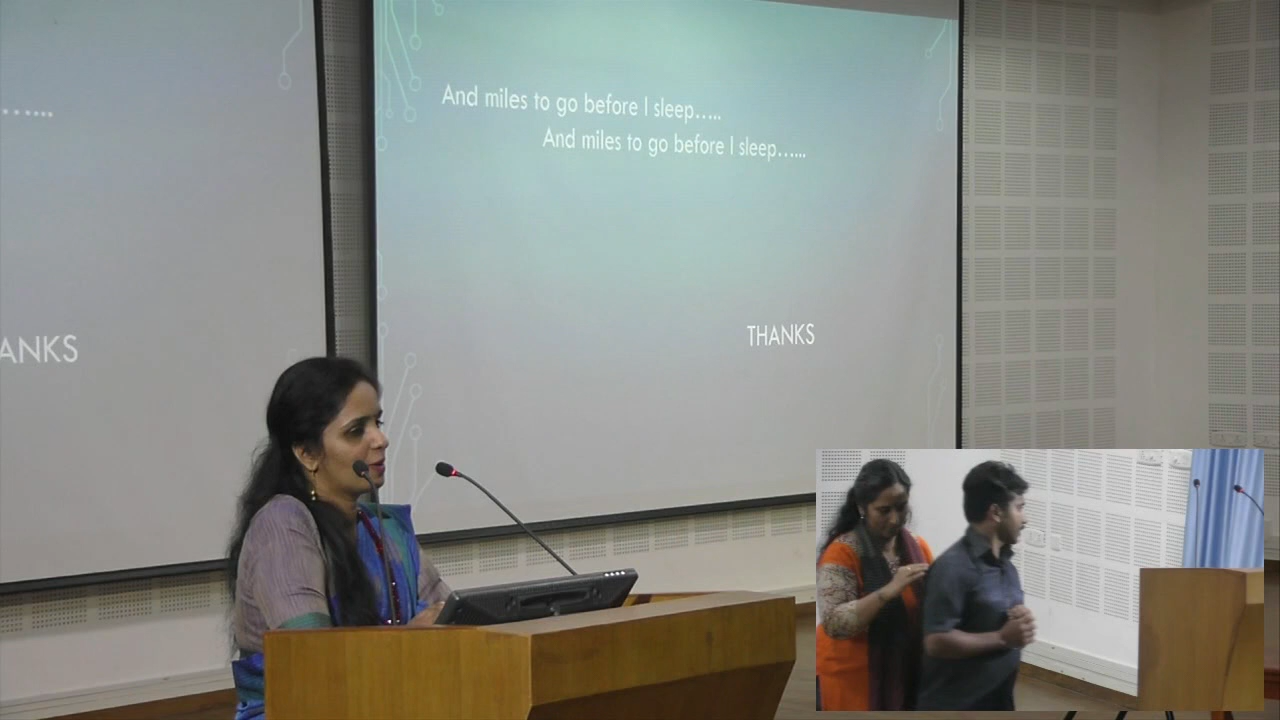 …...
ANKS
And miles to go before I sleep…..
And miles to go before I sleep…...
THANKS